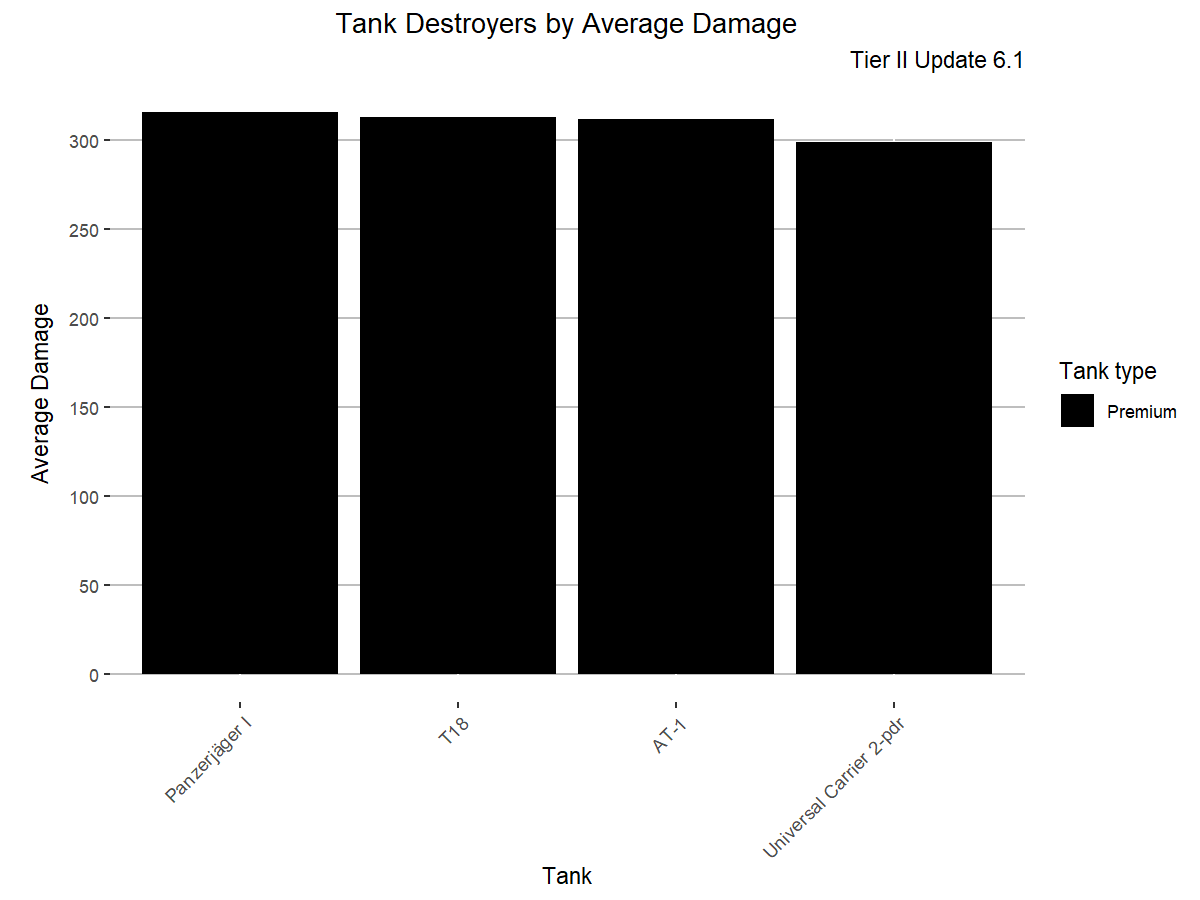 Tank Destroyers by Average Damage
Tier II Update 6.1
Average Damage
300
250
200
150
100
50
0
Panzerjäger I
T18
AT-1
Universal Carrier 2-pdr
Tank
Tank type
Premium